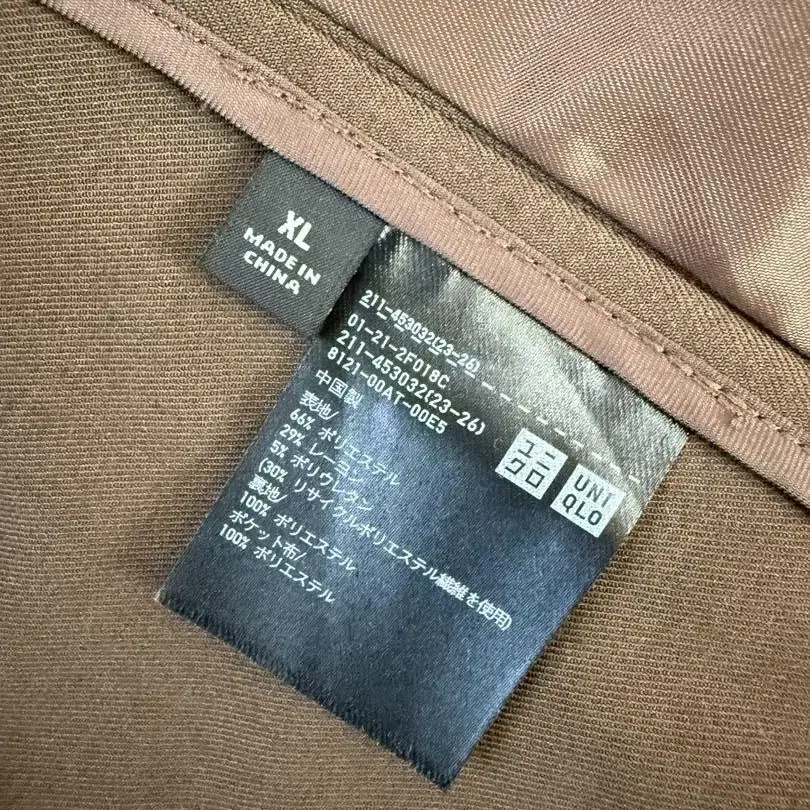 XL
MADE IN
CHINA
211-453032(23-26)
01-21-2F018C
211-453032(23-26)
8121-00AT-00E5
中国製
表地/
66% ポリエステル
29% レーヨン
5% ポリウレタン
(30% リサイクルポリエステル繊維を使用)
裏地/
100% ポリエステル
ポケット布/
100% ポリエステル
ユニ
クロ
UNI
QLO